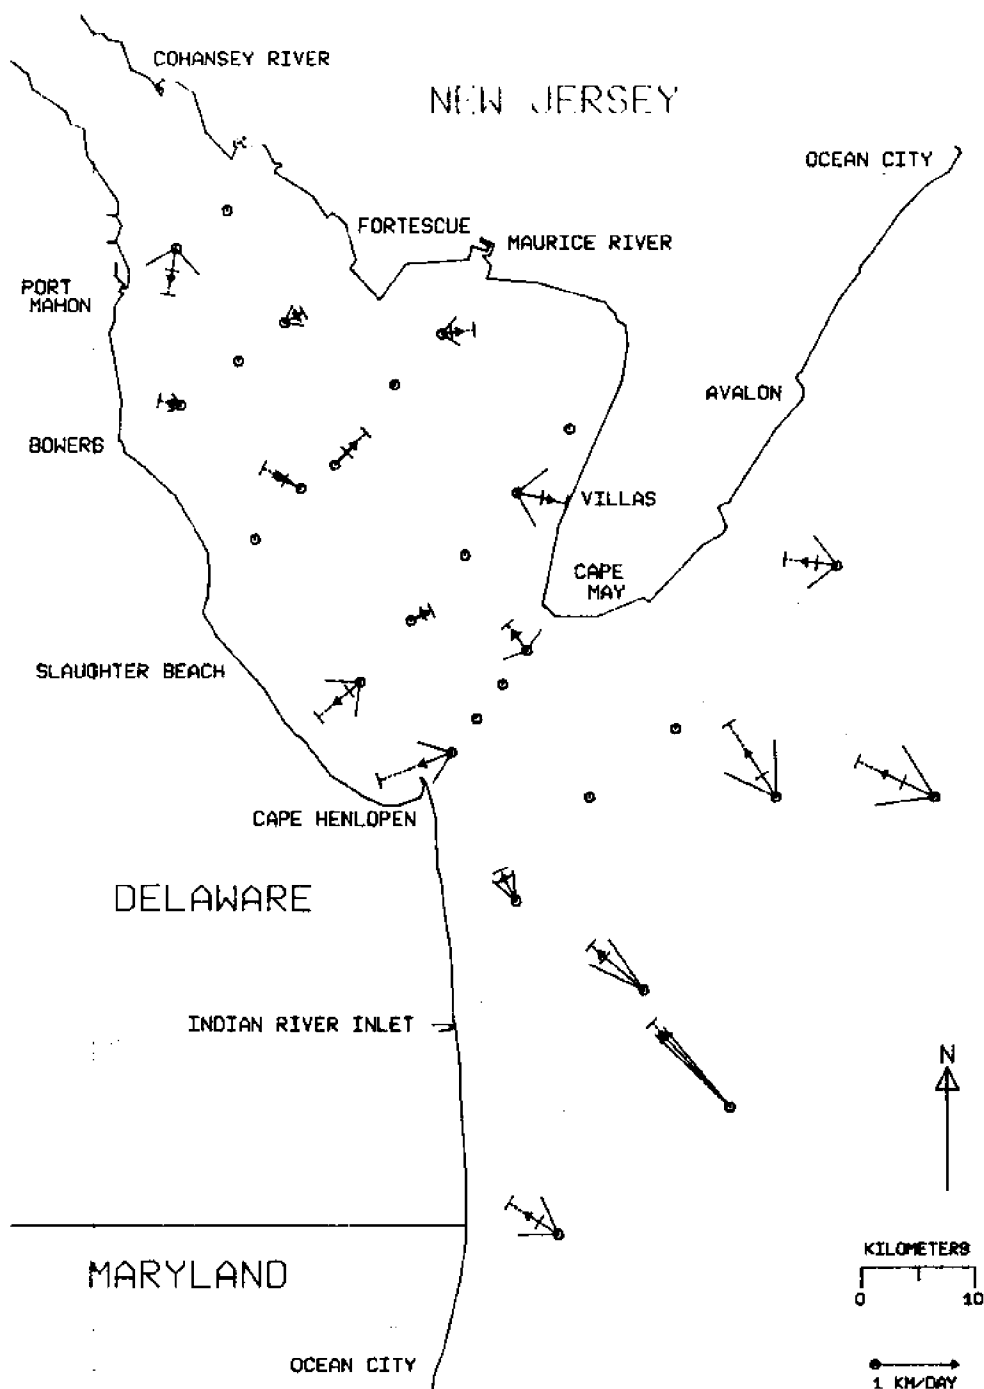 COHANSEY RIVER
NEW JERSEY
OCEAN CITY
FORTESCUE
MAURICE RIVER
PORT
MAHON
AVALON
BOWERS
VILLAS
CAPE
MAY
SLAUGHTER BEACH
CAPE HENLOPEN
DELAWARE
INDIAN RIVER INLET
N
KILOMETERS
MARYLAND
0 10
OCEAN CITY
1 KM/DAY